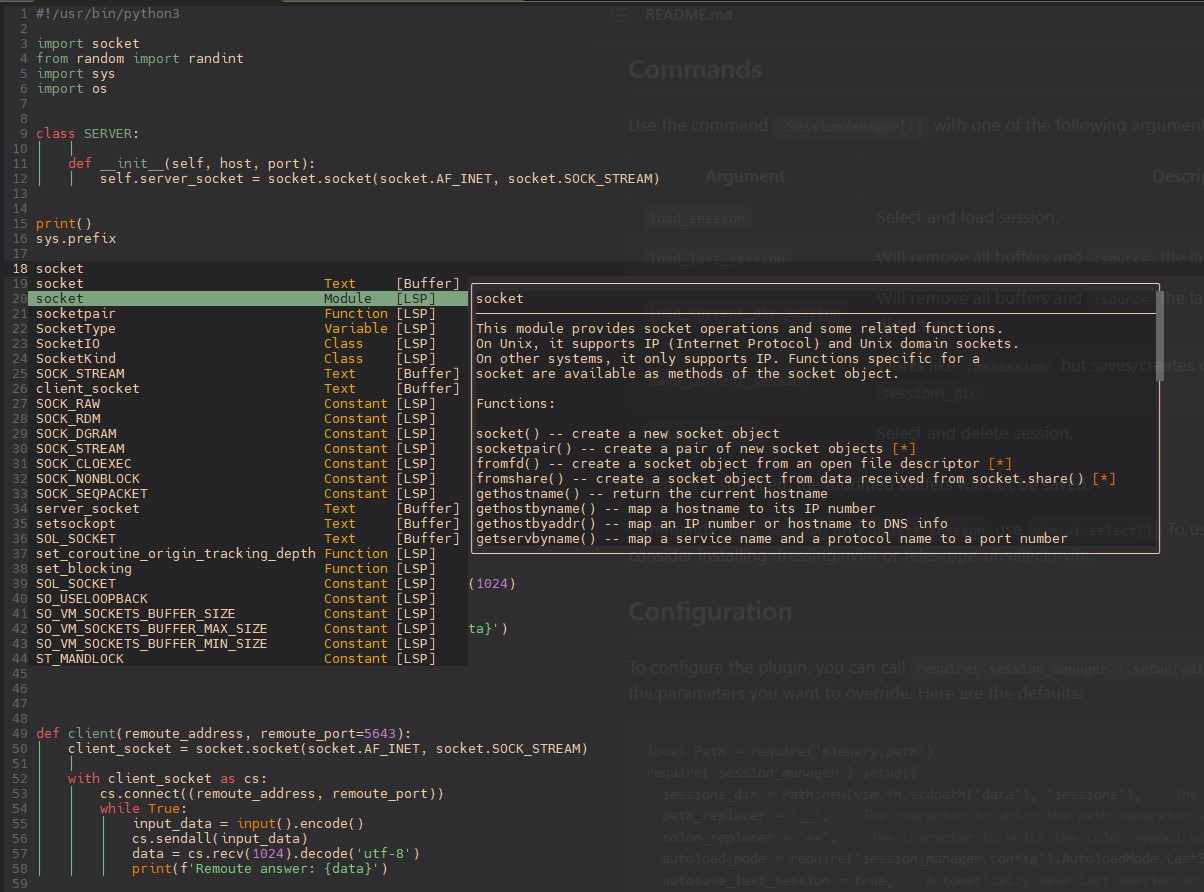 1 #!/usr/bin/python3
2
3 import socket
4 from random import randint
5 import sys
6 import os
7
8
9 class SERVER:
10
11 def __init__(self, host, port):
12 self.server_socket = socket.socket(socket.AF_INET, socket.SOCK_STREAM)
13
14
15 print()
16 sys.prefix
17
18 socket
19 socket Text [Buffer]
20 socket Module [LSP]
21 socketpair Function [LSP]
22 SocketType Variable [LSP]
23 SocketIO Class [LSP]
24 SocketKind Class [LSP]
25 SOCK_STREAM Text [Buffer]
26 client_socket Text [Buffer]
27 SOCK_RAW Constant [LSP]
28 SOCK_RDM Constant [LSP]
29 SOCK_DGRAM Constant [LSP]
30 SOCK_STREAM Constant [LSP]
31 SOCK_CLOEXEC Constant [LSP]
32 SOCK_NONBLOCK Constant [LSP]
33 SOCK_SEQPACKET Constant [LSP]
34 server_socket Text [Buffer]
35 setsockopt Text [Buffer]
36 SOL_SOCKET Text [Buffer]
37 set_coroutine_origin_tracking_depth Function [LSP]
38 set_blocking Function [LSP]
39 SOL_SOCKET Constant [LSP] (1024)
40 SO_USELOOPBACK Constant [LSP]
41 SO_VM_SOCKETS_BUFFER_SIZE Constant [LSP]
42 SO_VM_SOCKETS_BUFFER_MAX_SIZE Constant [LSP] ta}')
43 SO_VM_SOCKETS_BUFFER_MIN_SIZE Constant [LSP]
44 ST_MANDLOCK Constant [LSP]
45
46
47
48
49 def client(remoute_address, remoute_port=5643):
50 client_socket = socket.socket(socket.AF_INET, socket.SOCK_STREAM)
51
52 with client_socket as cs:
53 cs.connect((remoute_address, remoute_port))
54 while True:
55 input_data = input().encode()
56 cs.sendall(input_data)
57 data = cs.recv(1024).decode('utf-8')
58 print(f'Remoute answer: {data}')
59
socket
This module provides socket operations and some related functions.
On Unix, it supports IP (Internet Protocol) and Unix domain sockets.
On other systems, it only supports IP. Functions specific for a
socket are available as methods of the socket object.
Functions:
socket() -- create a new socket object
socketpair() -- create a pair of new socket objects [*]
fromfd() -- create a socket object from an open file descriptor [*]
fromshare() -- create a socket object from data received from socket.share() [*]
gethostname() -- return the current hostname
gethostbyname() -- map a hostname to its IP number
gethostbyaddr() -- map an IP number or hostname to DNS info
getservbyname() -- map a service name and a protocol name to a port number
README.md
Commands
Use the command :SessionManager[!] with one of the following argument
Argument Descrip
load_session Select and load session.
load_last_session Will remove all buffers and :source the la
Will remove all buffers and :source the la
load_current_dir_session
save_current_session Works like :mksession, but saves/creates
sessions_dir.
Select and delete session.
use vim.ui.select(). To us
consider installing dressing.nvim or telescope-ui-select.nvim.
Configuration
To configure the plugin, you can call require('session_manager').setup(val
the parameters you want to override. Here are the defaults:
local Path = require('plenary.path')
require('session_manager').setup({
sessions_dir = Path:new(vim.fn.stdpath('data'), 'sessions'), -- The
path_replacer = '__', -- The character to which the path separator w
colon_replacer = '++', -- The character to which the colon symbol wi
autoload_mode = require('session_manager.config').AutoloadMode.LastS
autosave_last_session = true, -- Automatically save last session on